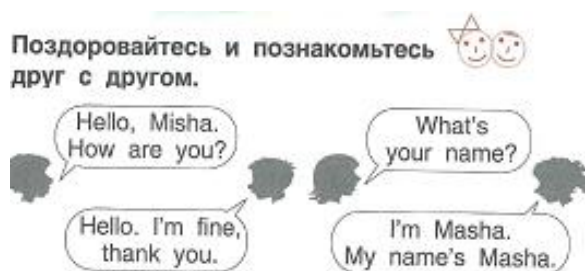 Поздоровайтесь и познакомьтесь
друг с другом.
Hello, Misha.
How are you?
Hello. I'm fine,
thank you.
What's
your name?
I'm Masha.
My name's Masha.